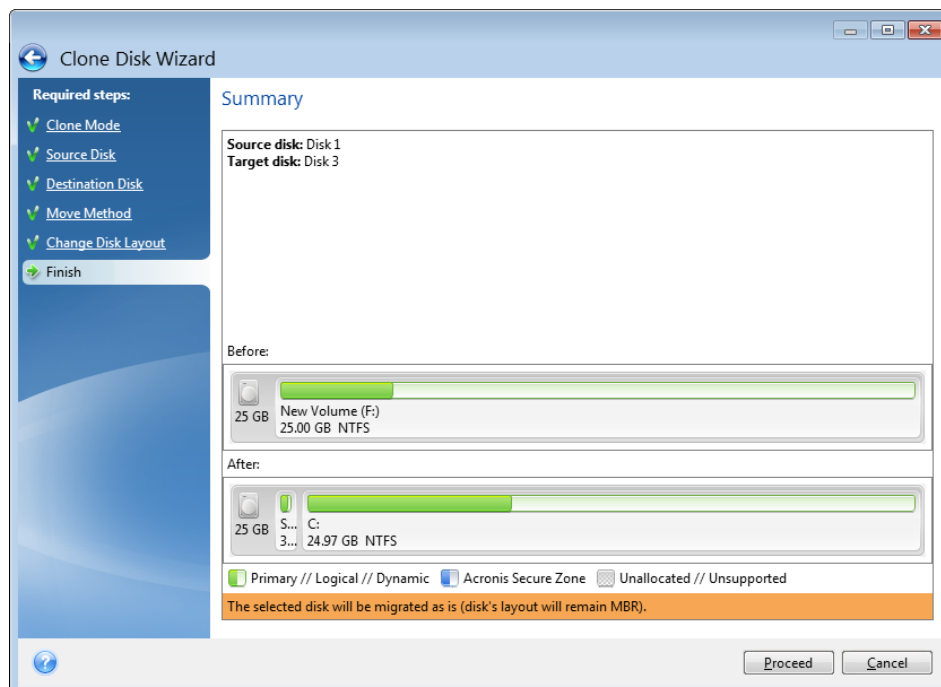 Clone Disk Wizard
Required steps:
Clone Mode
Source Disk
Destination Disk
Move Method
Change Disk Layout
Finish
Summary
Source disk: Disk 1
Target disk: Disk 3
Before:
25 GB
New Volume (F:)
25.00 GB NTFS
After:
25 GB
S...
3...
C:
24.97 GB NTFS
Primary // Logical // Dynamic
Acronis Secure Zone
Unallocated // Unsupported
The selected disk will be migrated as is (disk's layout will remain MBR).
?
Proceed
Cancel